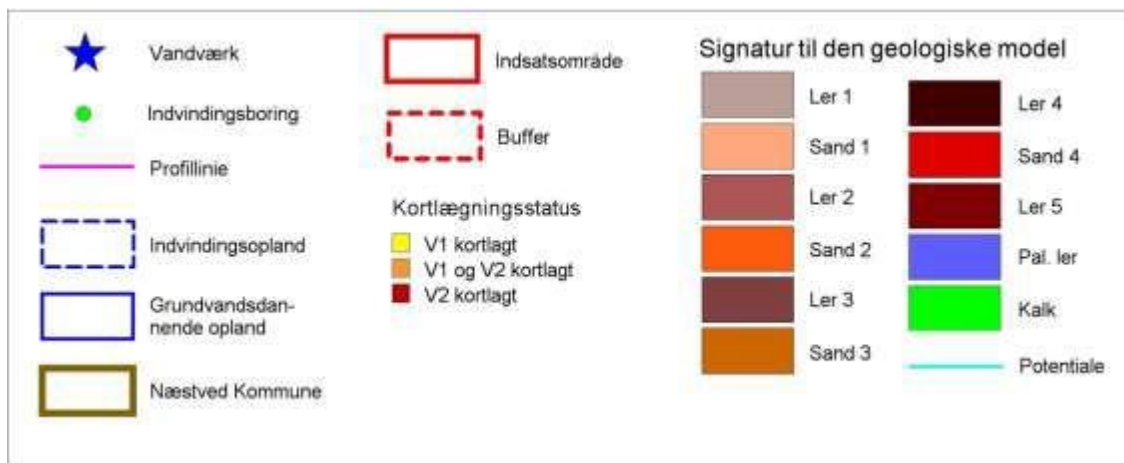 Vandværk
Indvindingsboring
Profillinie
Indvindingsopland
Grundvandsdan-
nende opland
Næstved Kommune
Indsatsområde
Buffer
Kortlægningsstatus
V1 kortlagt
V1 og V2 kortlagt
V2 kortlagt
Signatur til den geologiske model
Ler 1
Sand 1
Ler 2
Sand 2
Ler 3
Sand 3
Ler 4
Sand 4
Ler 5
Pal. ler
Kalk
Potentiale